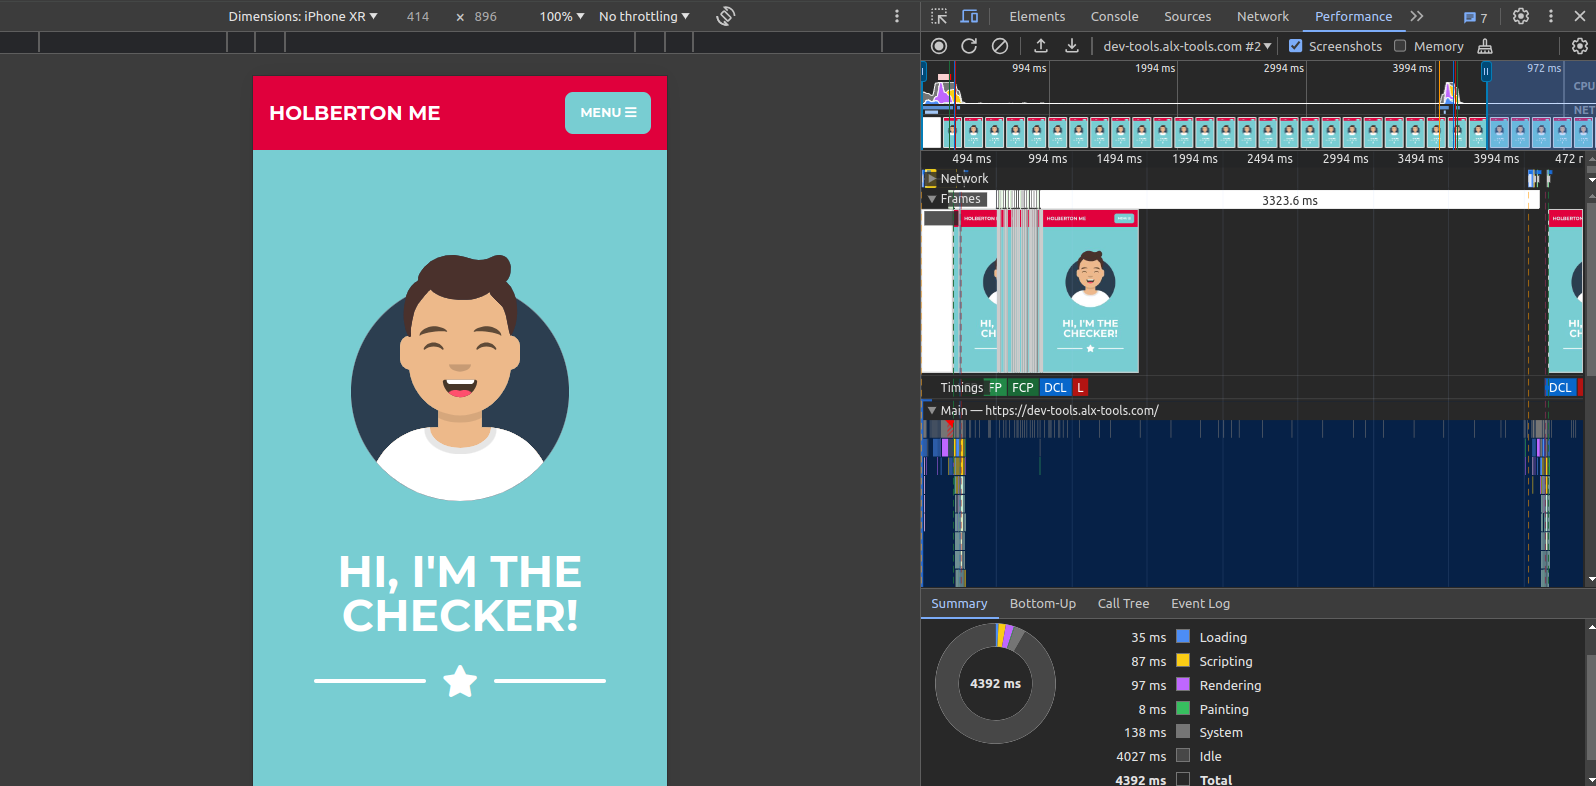 Dimensions: iPhone XR 414 × 896 100% No throttling
Elements Console Sources Network Performance 7
dev-tools.alx-tools.com #2 Screenshots Memory
994 ms 1994 ms 2994 ms 3994 ms 972 ms
CPU
NET
494 ms 994 ms 1494 ms 1994 ms 2494 ms 2994 ms 3494 ms 3994 ms 472
Network
Frames 3323.6 ms
HOLBERTON ME MENU
HOLBERTON HOLBERTON ME HOLBERTON
HI, HI, I'M THE
CH CHECKER!
Timings FP FCP DCL L DCL
Main — https://dev-tools.alx-tools.com/
HI, I'M THE
CHECKER!
Summary Bottom-Up Call Tree Event Log
4392 ms
35 ms Loading
87 ms Scripting
97 ms Rendering
8 ms Painting
138 ms System
4027 ms Idle
4392 ms Total